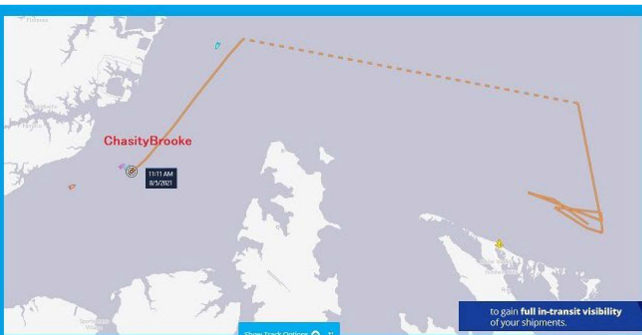 ChasityBrooke
11:11 AM
8/5/2021
to gain full in-transit visibility
of your shipments.
Show Track Options